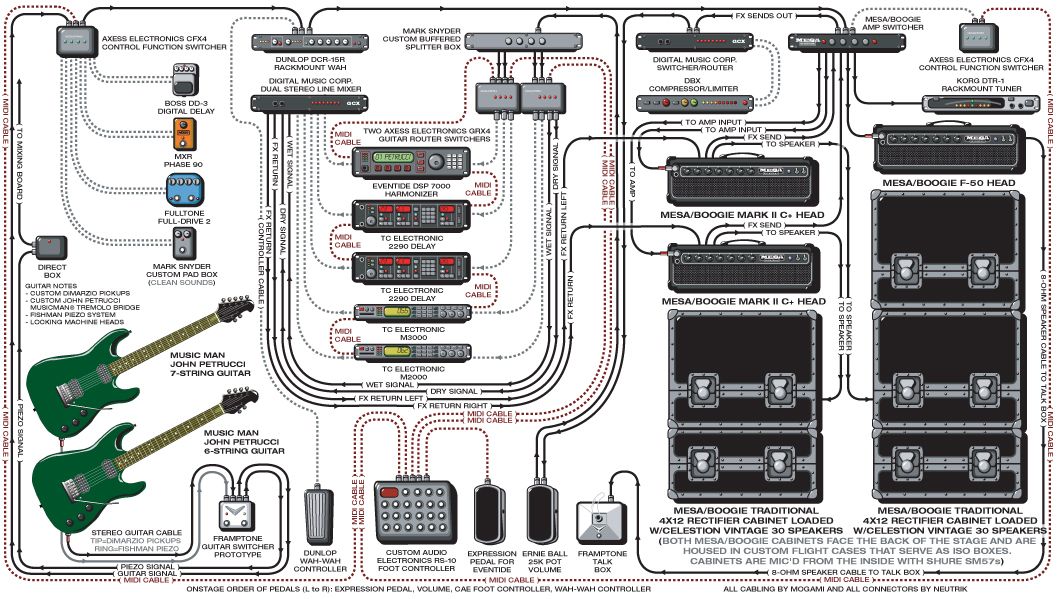 AXESS ELECTRONICS CFX4
CONTROL FUNCTION SWITCHER
DUNLOP DCR-15R
RACKMOUNT WAH
DIGITAL MUSIC CORP.
DUAL STEREO LINE MIXER
GCX
MARK SNYDER
CUSTOM BUFFERED
SPLITTER BOX
FX SENDS OUT
GCX
DIGITAL MUSIC CORP.
SWITCHER/ROUTER
DBX
COMPRESSOR/LIMITER
MESA/BOOGIE
AMP SWITCHER
MESA
AXESS ELECTRONICS CFX4
CONTROL FUNCTION SWITCHER
KORG DTR-1
RACKMOUNT TUNER
BOSS DD-3
DIGITAL DELAY
MXR
PHASE 90
FULLTONE
FULL-DRIVE 2
MARK SNYDER
CUSTOM PAD BOX
(CLEAN SOUNDS)
MIDI CABLE
TO MIXING BOARD
DIRECT
BOX
GUITAR NOTES
- CUSTOM DIMARZIO PICKUPS
- CUSTOM JOHN PETRUCCI
MUSICMAN TREMOLO BRIDGE
- FISHMAN PIEZO SYSTEM
- LOCKING MACHINE HEADS
MUSIC MAN
JOHN PETRUCCI
7-STRING GUITAR
MUSIC MAN
JOHN PETRUCCI
6-STRING GUITAR
MIDI CABLE
PIEZO SIGNAL
STEREO GUITAR CABLE
TIP=DIMARZIO PICKUPS
RING=FISHMAN PIEZO
PIEZO SIGNAL
GUITAR SIGNAL
MIDI CABLE
FRAMPTONE
GUITAR SWITCHER
PROTOTYPE
FX RETURN
WET SIGNAL
FX RETURN
DRY SIGNAL
CONTROLLER CABLE
MIDI
CABLE
TWO AXESS ELECTRONICS GRX4
GUITAR ROUTER SWITCHERS
01 PETRUCCI
EVENTIDE DSP 7000
HARMONIZER
MIDI
CABLE
TC ELECTRONIC
2290 DELAY
MIDI
CABLE
TC ELECTRONIC
2290 DELAY
MIDI
CABLE
TC ELECTRONIC
M3000
MIDI
CABLE
TC ELECTRONIC
M2000
WET SIGNAL
DRY SIGNAL
FX RETURN LEFT
FX RETURN RIGHT
MIDI CABLE
MIDI CABLE
DRY SIGNAL
WET SIGNAL
FX RETURN LEFT
FX RETURN
MIDI CABLE
MIDI CABLE
TO AMP INPUT
TO AMP INPUT
FX SEND
TO SPEAKER
TO AMP
MESA
MESA/BOOGIE MARK II C+ HEAD
FX SEND
TO SPEAKER
MESA
MESA/BOOGIE MARK II C+ HEAD
MESA
MESA/BOOGIE F-50 HEAD
TO SPEAKER
TO SPEAKER
8-OHM SPEAKER CABLE TO TALK BOX
MIDI CABLE
MIDI CABLE
MIDI CABLE
DUNLOP
WAH-WAH
CONTROLLER
CUSTOM AUDIO
ELECTRONICS RS-10
FOOT CONTROLLER
EXPRESSION
PEDAL FOR
EVENTIDE
ERNIE BALL
25K POT
VOLUME
FRAMPTONE
TALK
BOX
MESA/BOOGIE TRADITIONAL
4X12 RECTIFIER CABINET LOADED
W/CELESTION VINTAGE 30 SPEAKERS
MESA/BOOGIE TRADITIONAL
4X12 RECTIFIER CABINET LOADED
W/CELESTION VINTAGE 30 SPEAKERS
(BOTH MESA/BOOGIE CABINETS FACE THE BACK OF THE STAGE AND ARE
HOUSED IN CUSTOM FLIGHT CASES THAT SERVE AS ISO BOXES.
CABINETS ARE MIC'D FROM THE INSIDE WITH SHURE SM57s)
8-OHM SPEAKER CABLE TO TALK BOX
MIDI CABLE
ONSTAGE ORDER OF PEDALS (L to R): EXPRESSION PEDAL, VOLUME, CAE FOOT CONTROLLER, WAH-WAH CONTROLLER
ALL CABLING BY MOGAMI AND ALL CONNECTORS BY NEUTRIK